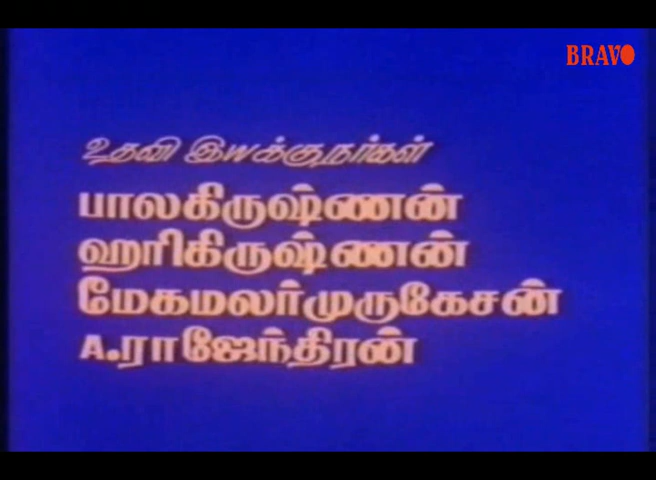 BRAVO
உதவி இயக்குநர்கள்
பாலகிருஷ்ணன்
ஹரிகிருஷ்ணன்
மேகமலர்முருகேசன்
A.ராஜேந்திரன்